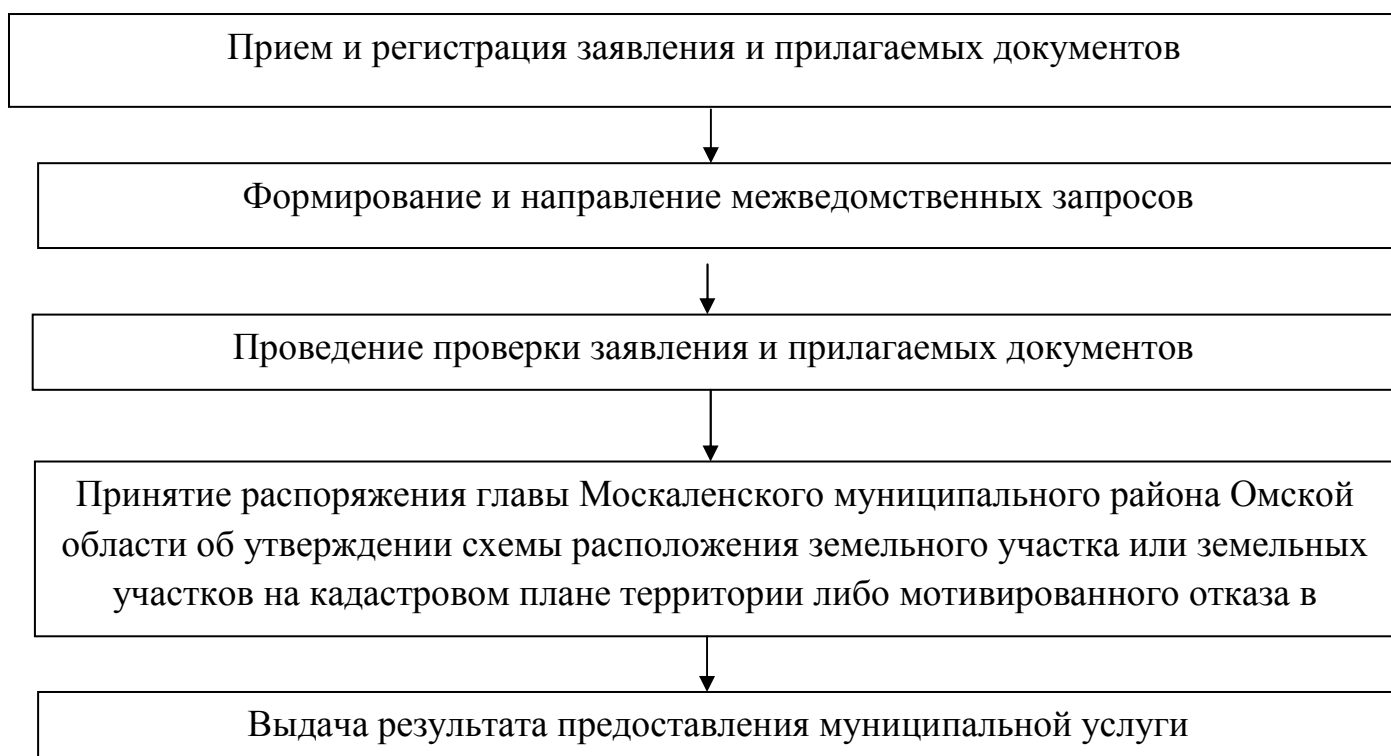 Прием и регистрация заявления и прилагаемых документов
Формирование и направление межведомственных запросов
Проведение проверки заявления и прилагаемых документов
Принятие распоряжения главы Москаленского муниципального района Омской
области об утверждении схемы расположения земельного участка или земельных
участков на кадастровом плане территории либо мотивированного отказа в
Выдача результата предоставления муниципальной услуги